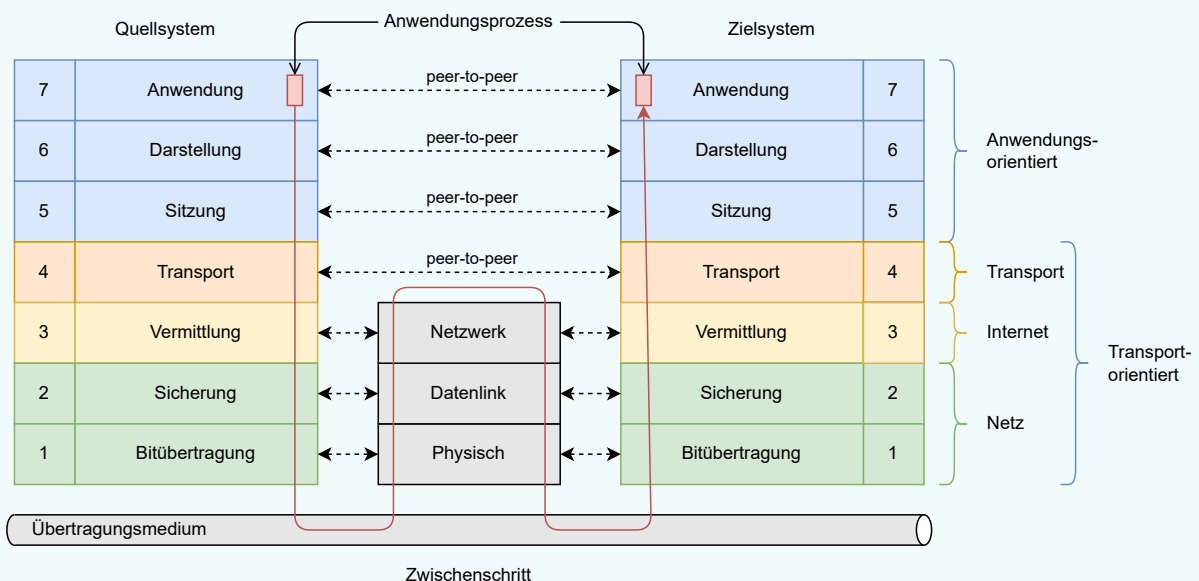 Anwendungsprozess
Quellsystem
Zielsystem
7 Anwendung peer-to-peer Anwendung 7
6 Darstellung peer-to-peer Darstellung 6
5 Sitzung peer-to-peer Sitzung 5
Anwendungs-
orientiert
4 Transport peer-to-peer Transport 4 Transport
3 Vermittlung Netzwerk Vermittlung 3 Internet
2 Sicherung Datenlink Sicherung 2
1 Bitübertragung Physisch Bitübertragung 1
Netz
Transport-
orientiert
Übertragungsmedium
Zwischenschritt